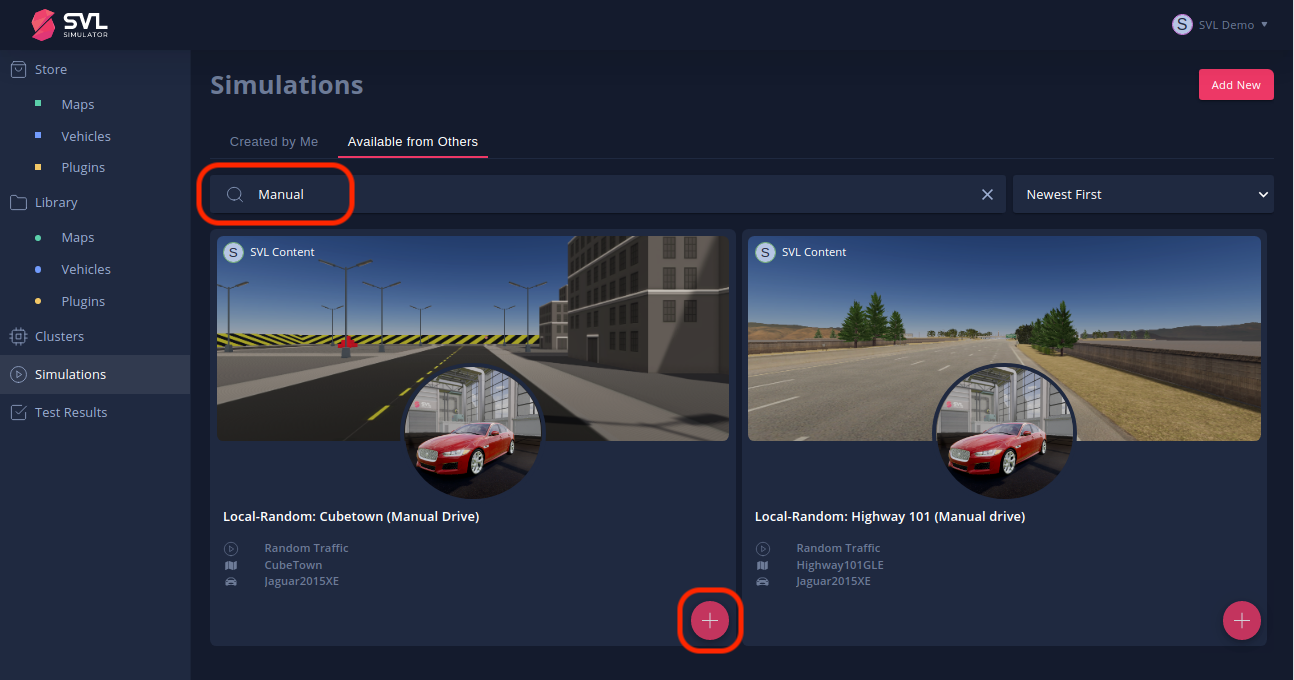 SVL
SIMULATOR
S SVL Demo
Store
Maps
Vehicles
Plugins
Library
Maps
Vehicles
Plugins
Clusters
Simulations
Test Results
Simulations
Add New
Created by Me
Available from Others
Manual
Newest First
S SVL Content
Local-Random: Cubetown (Manual Drive)
Random Traffic
CubeTown
Jaguar2015XE
S SVL Content
Local-Random: Highway 101 (Manual drive)
Random Traffic
Highway101GLE
Jaguar2015XE